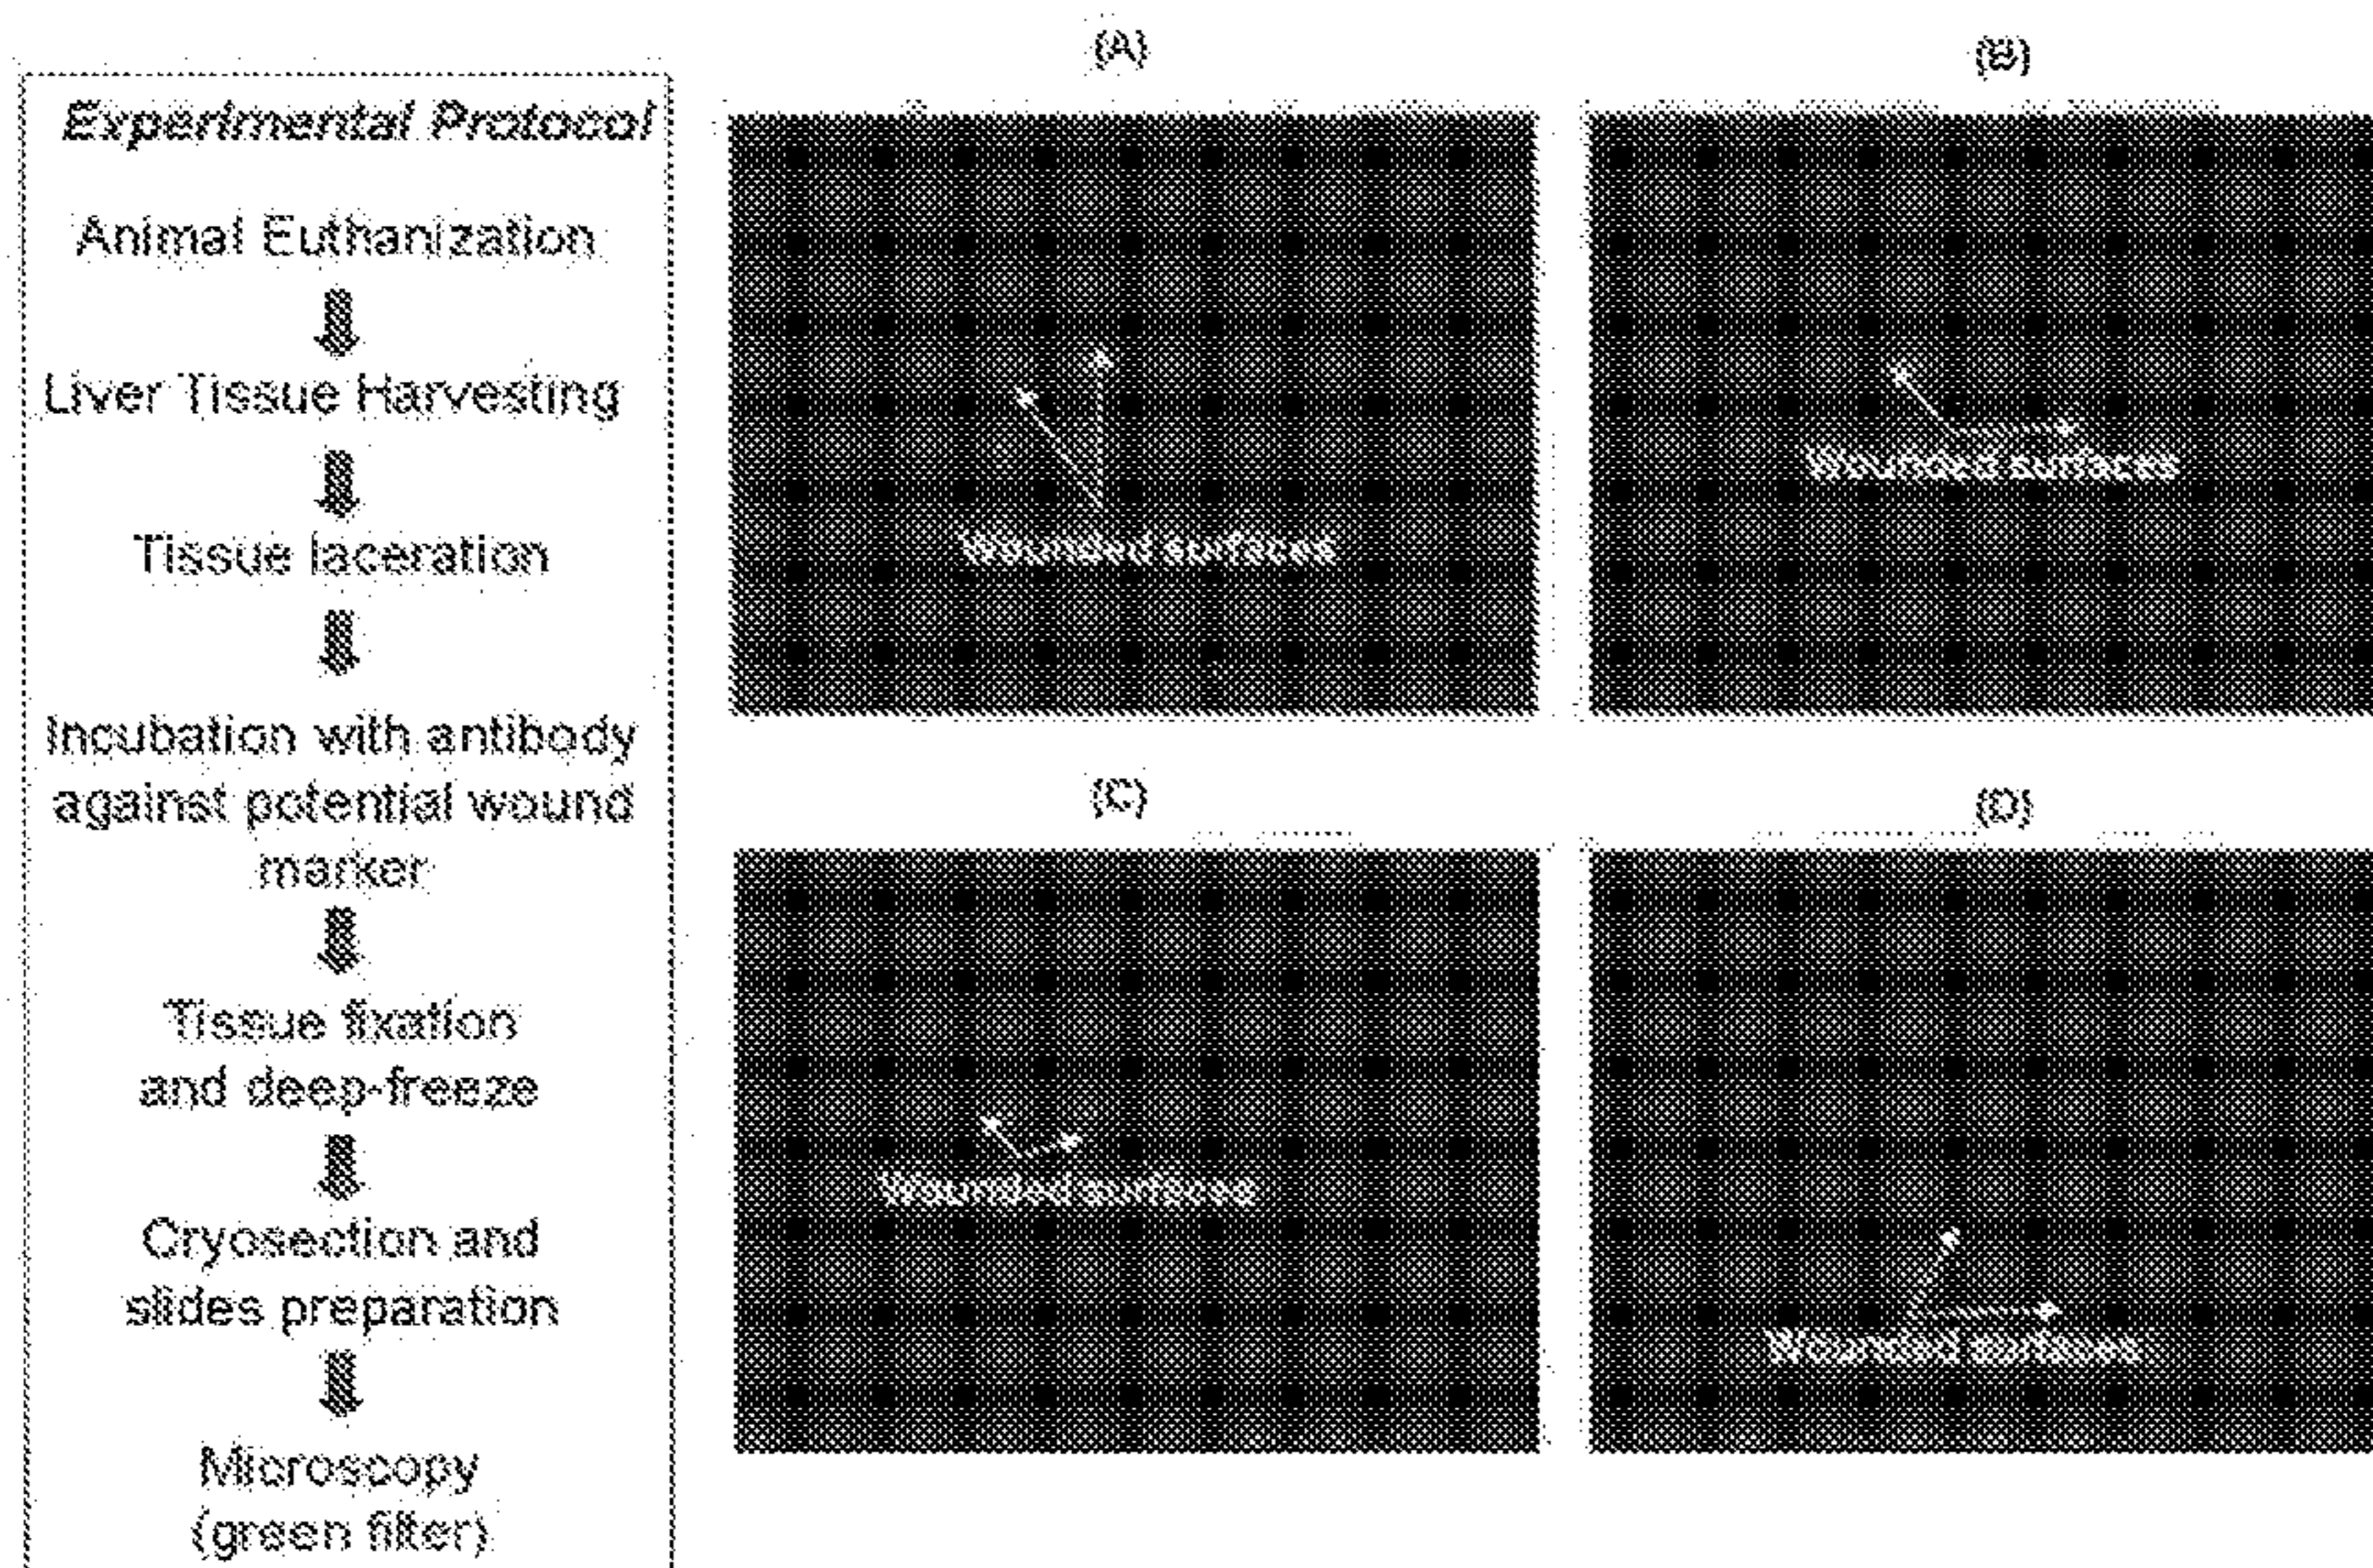 Experimental Protocol
Animal Euthanization
Liver Tissue Harvesting
Tissue laceration
Incubation with antibody
against potential wound
marker
Tissue fixation
and deep-freeze
Cryosection and
slides preparation
Microscopy
(green filter)
(A)
Wounded surfaces
(B)
Wounded surfaces
(C)
Wounded surfaces
(D)
Wounded surfaces